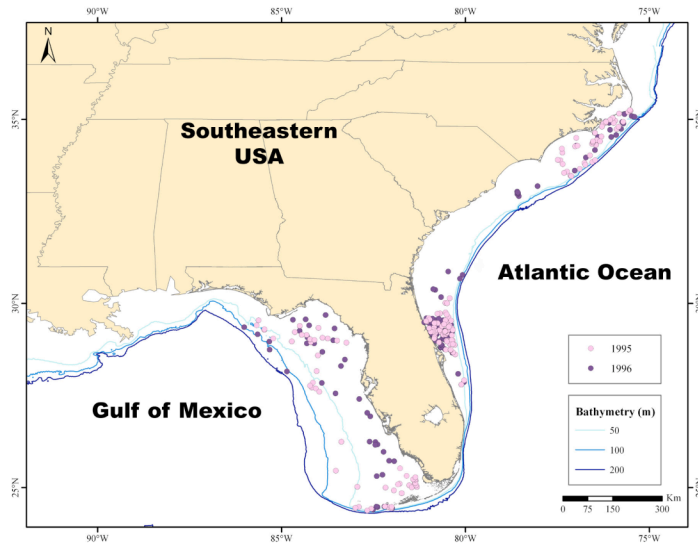 90°W 85°W 80°W 75°W
N
35°N
Southeastern
USA
Atlantic Ocean
30°N
1995
1996
Gulf of Mexico
Bathymetry (m)
50
100
200
25°N
Km
0 75 150 300
90°W 85°W 80°W 75°W